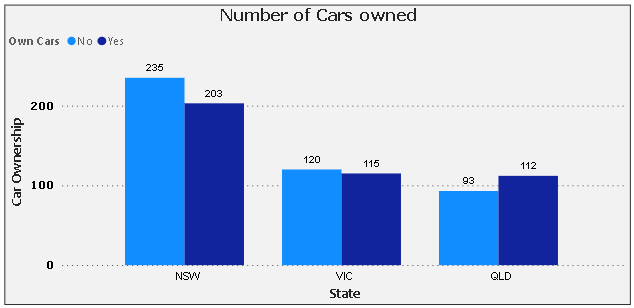 Number of Cars owned
Own Cars No Yes
Car Ownership
200
100
0
235
203
120
115
93
112
NSW VIC QLD
State